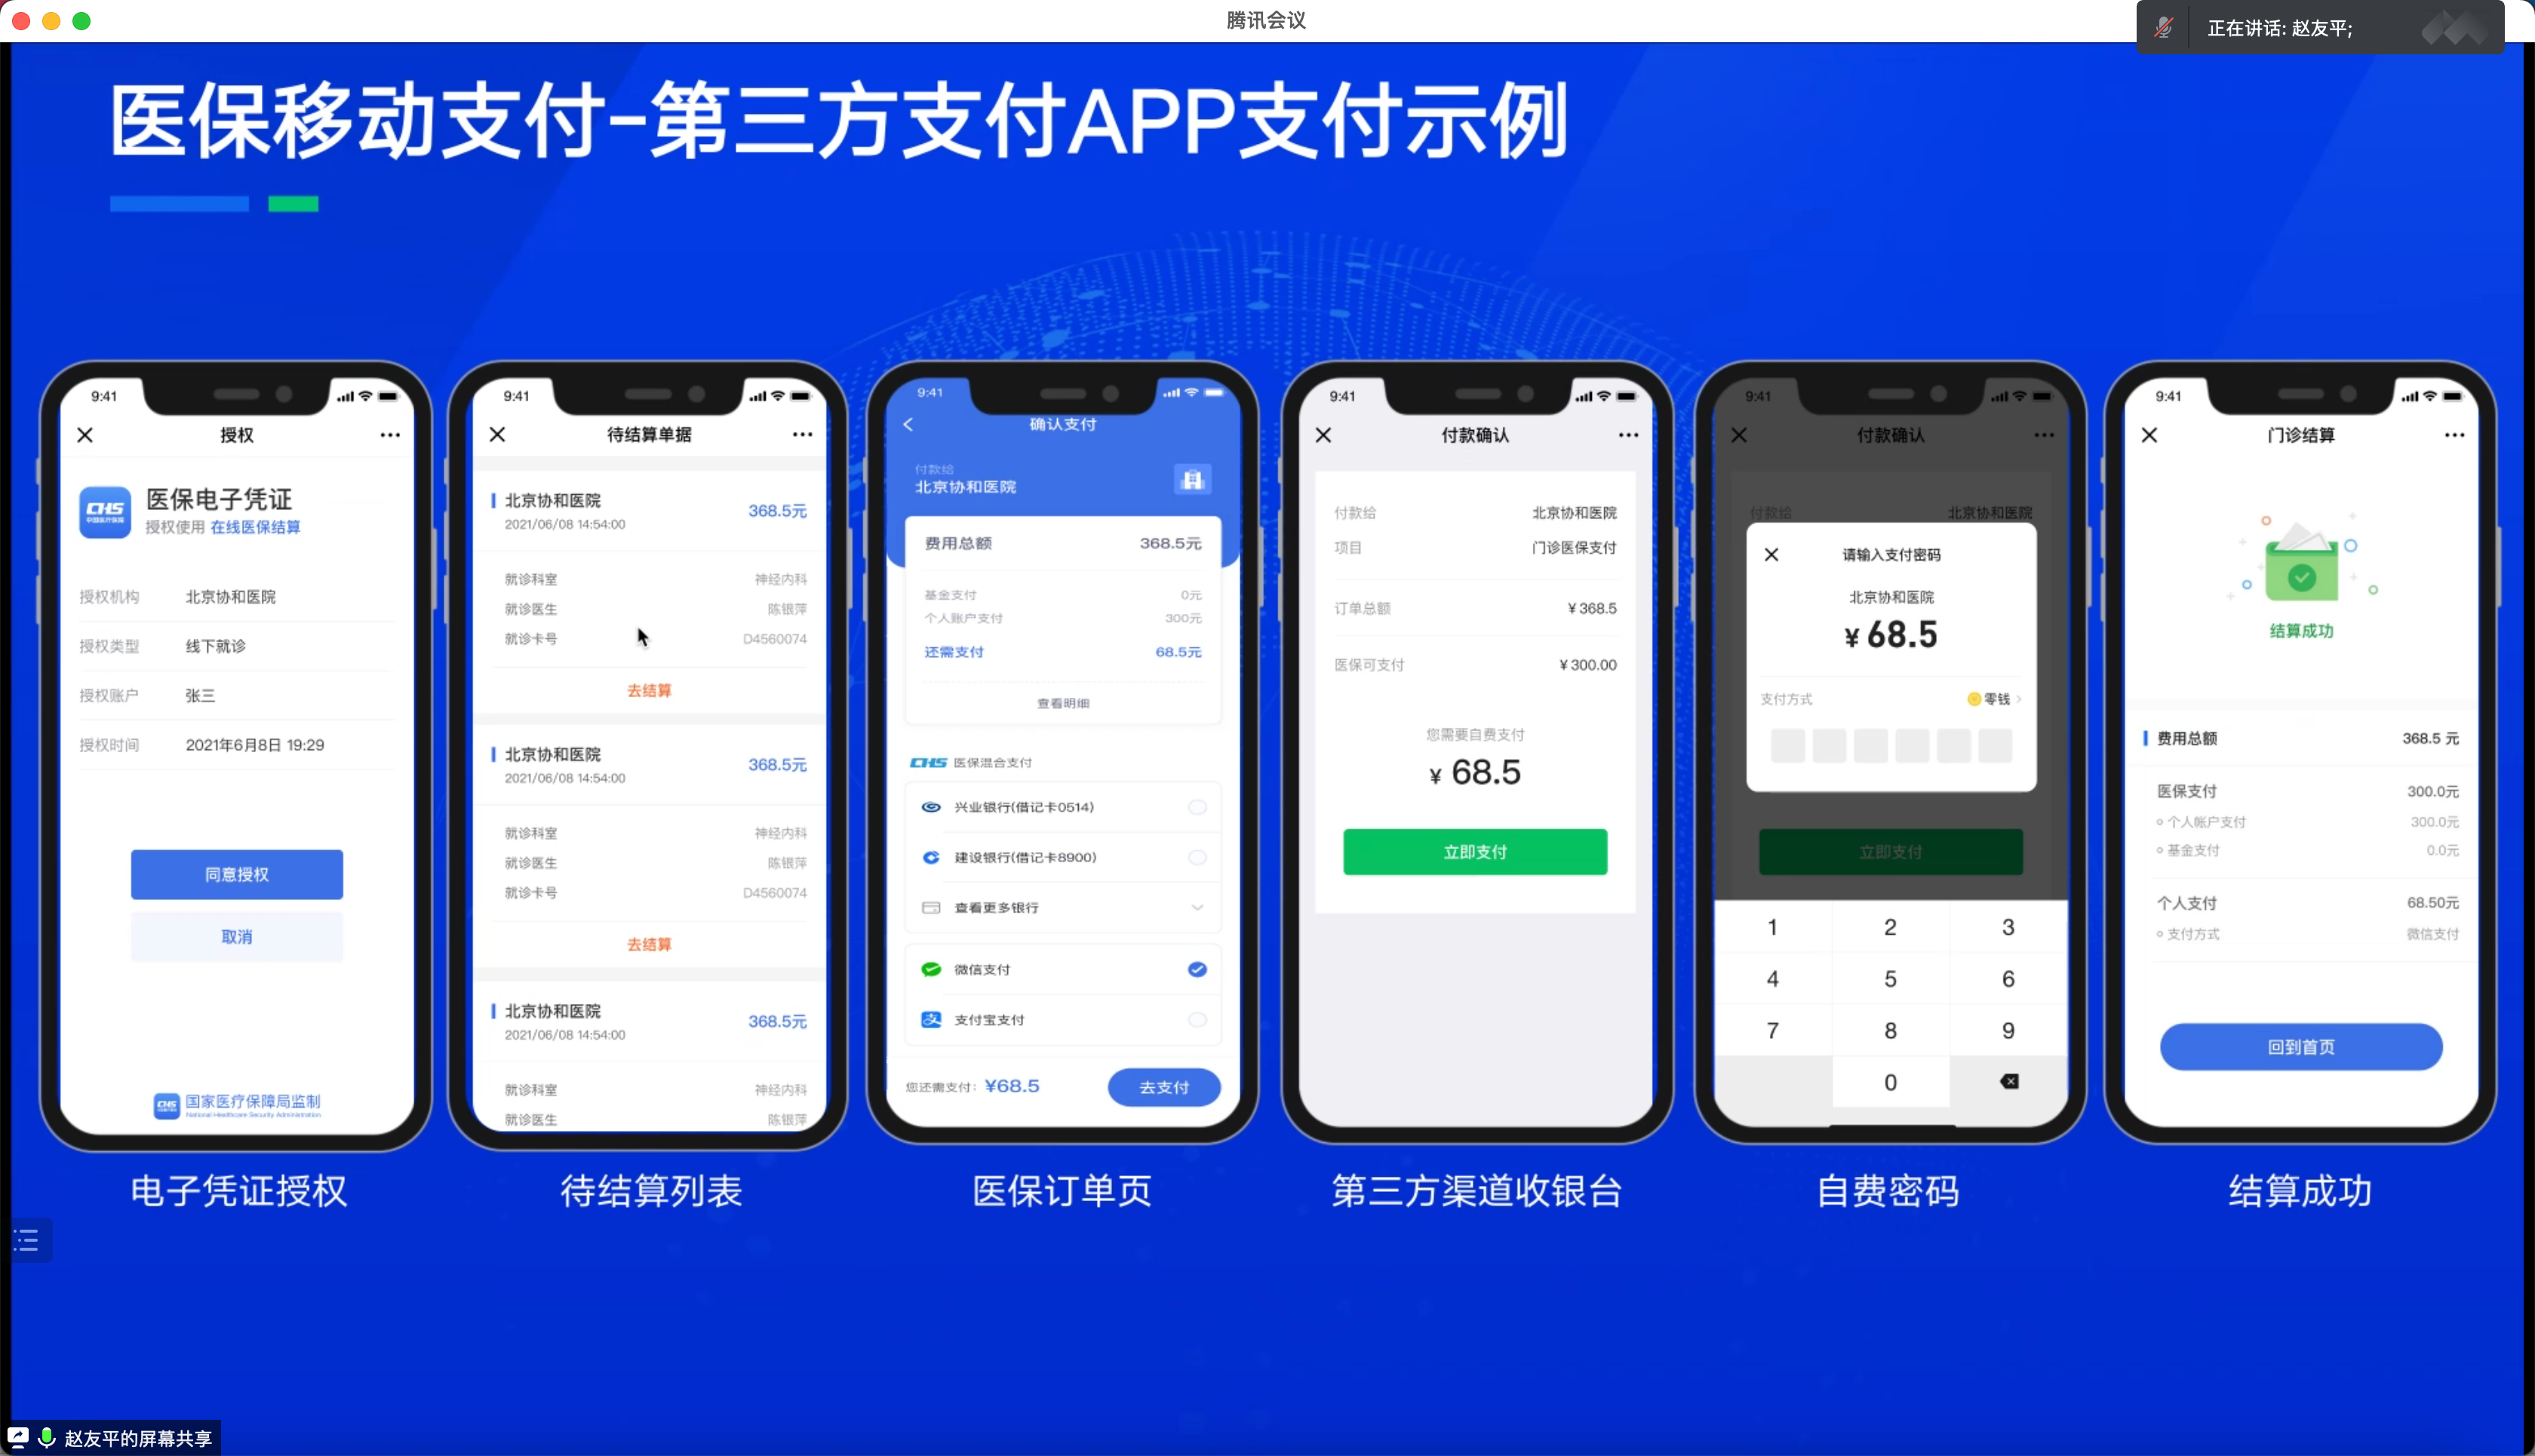 腾讯会议
正在讲话: 赵友平;
医保移动支付-第三方支付APP支付示例
9:41
授权
CHS
中国医疗保障
医保电子凭证
授权使用 在线医保结算
授权机构 北京协和医院
授权类型 线下就诊
授权账户 张三
授权时间 2021年6月8日 19:29
同意授权
取消
CHS 国家医疗保障局监制
National Healthcare Security Administration
电子凭证授权
9:41
待结算单据
北京协和医院 368.5元
2021/06/08 14:54:00
就诊科室 神经内科
就诊医生 陈银萍
就诊卡号 D4560074
去结算
北京协和医院 368.5元
2021/06/08 14:54:00
就诊科室 神经内科
就诊医生 陈银萍
就诊卡号 D4560074
去结算
北京协和医院 368.5元
2021/06/08 14:54:00
就诊科室 神经内科
就诊医生 陈银萍
待结算列表
9:41
确认支付
付款给
北京协和医院
费用总额 368.5元
基金支付 0元
个人账户支付 300元
还需支付 68.5元
查看明细
CHS 医保混合支付
兴业银行(借记卡0514)
建设银行(借记卡8900)
查看更多银行
微信支付
支付宝支付
您还需支付: ¥68.5 去支付
医保订单页
9:41
付款确认
付款给 北京协和医院
项目 门诊医保支付
订单总额 ¥368.5
医保可支付 ¥300.00
您需要自费支付
¥ 68.5
立即支付
第三方渠道收银台
9:41
付款确认
付款给 北京协和医院
请输入支付密码
北京协和医院
¥ 68.5
支付方式 零钱
立即支付
1 2 3
4 5 6
7 8 9
0
自费密码
9:41
门诊结算
结算成功
费用总额 368.5 元
医保支付 300.0元
个人帐户支付 300.0元
基金支付 0.0元
个人支付 68.50元
支付方式 微信支付
回到首页
结算成功
赵友平的屏幕共享